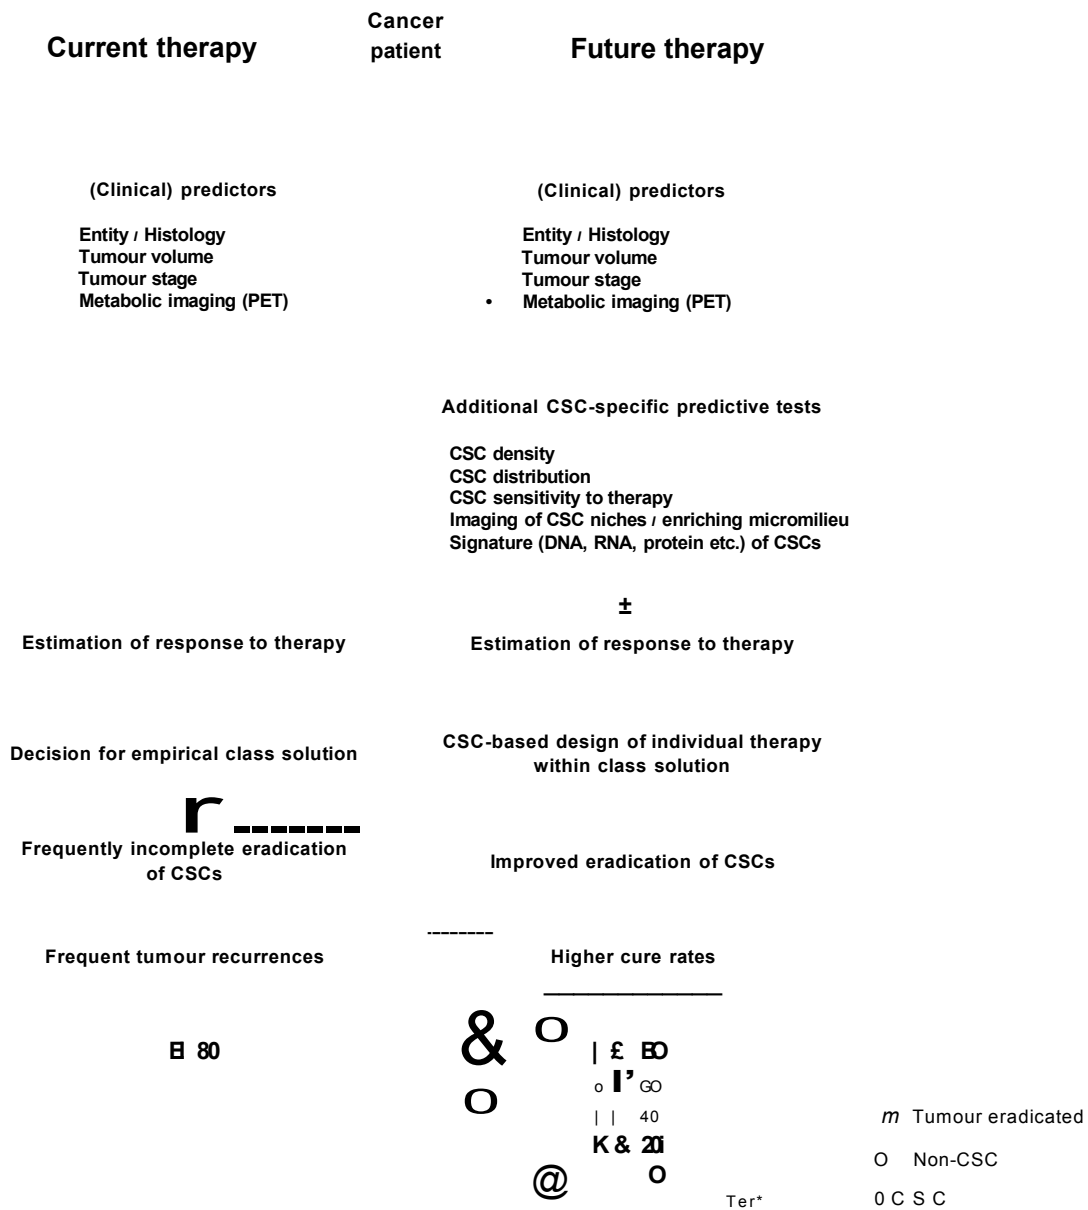 Cancer
patient
Current therapy
Future therapy
(Clinical) predictors
Entity / Histology
Tumour volume
Tumour stage
Metabolic imaging (PET)
(Clinical) predictors
Entity / Histology
Tumour volume
Tumour stage
• Metabolic imaging (PET)
Additional CSC-specific predictive tests
CSC density
CSC distribution
CSC sensitivity to therapy
Imaging of CSC niches / enriching micromilieu
Signature (DNA, RNA, protein etc.) of CSCs
±
Estimation of response to therapy
Estimation of response to therapy
Decision for empirical class solution
CSC-based design of individual therapy
within class solution
r
Frequently incomplete eradication
of CSCs
Improved eradication of CSCs
Frequent tumour recurrences
Higher cure rates
80
& O
| £
o I’ GO
O
| | 40
K & 20i
@ O
Ter*
m Tumour eradicated
O Non-CSC
0 C S C